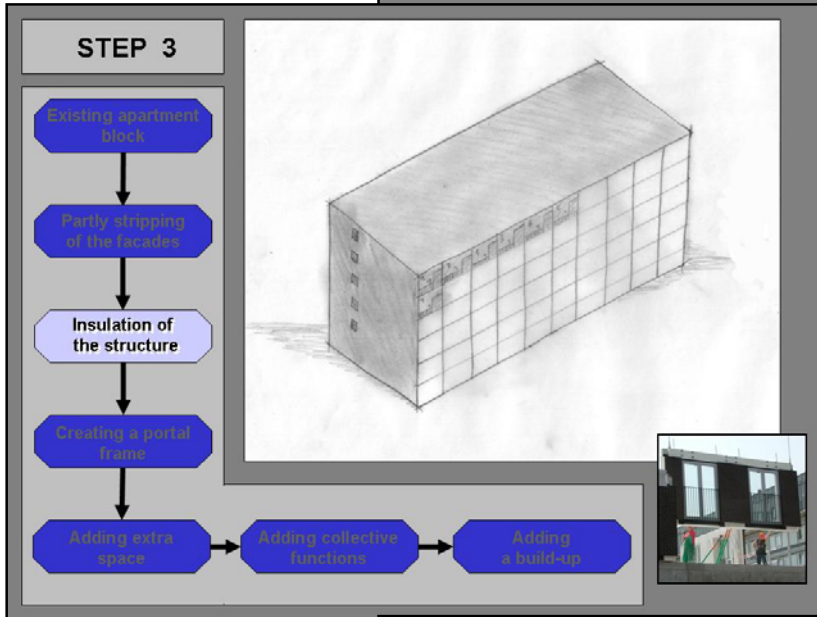 STEP 3
Existing apartment
block
Partly stripping
of the facades
Insulation of
the structure
Creating a portal
frame
Adding extra
space
Adding collective
functions
Adding
a build-up